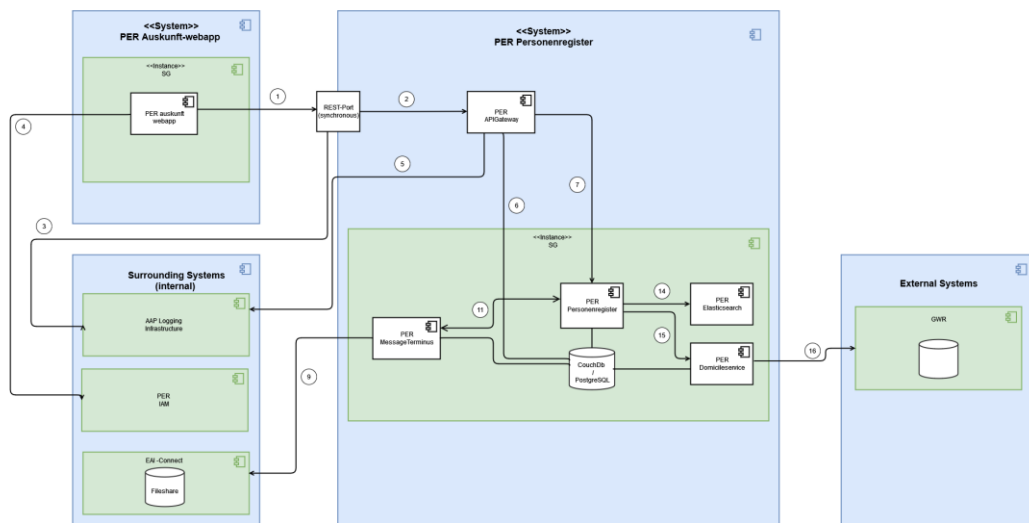 <<System>>
PER Auskunft-webapp
<<Instance>>
SG
PER auskunft
webapp
1
4
3
REST-Port
(synchronous)
<<System>>
PER Personenregister
2
PER
APIGateway
5
6
7
<<Instance>>
SG
11
PER
Personenregister
14
PER
Elasticsearch
15
PER
MessageTerminus
CouchDb
/
PostgreSQL
PER
Domicileservice
9
16
Surrounding Systems
(internal)
AAP Logging
Infrastructure
PER
IAM
EAI -Connect
Fileshare
External Systems
GWR